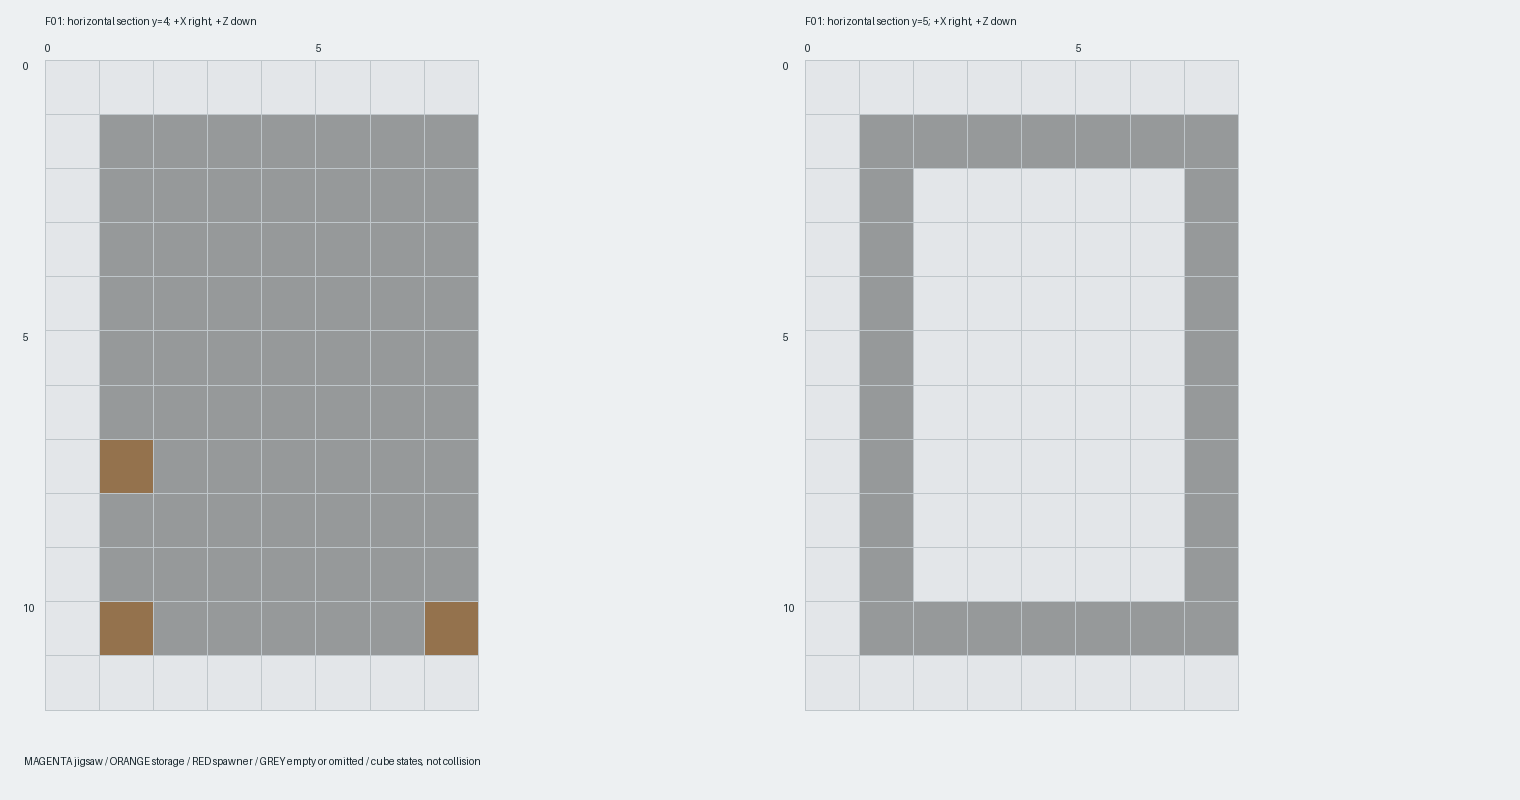 F01: horizontal section y=4; +X right, +Z down
F01: horizontal section y=5; +X right, +Z down
0 5
0 5
0
0
5
5
10
10
MAGENTA jigsaw / ORANGE storage / RED spawner / GREY empty or omitted / cube states, not collision